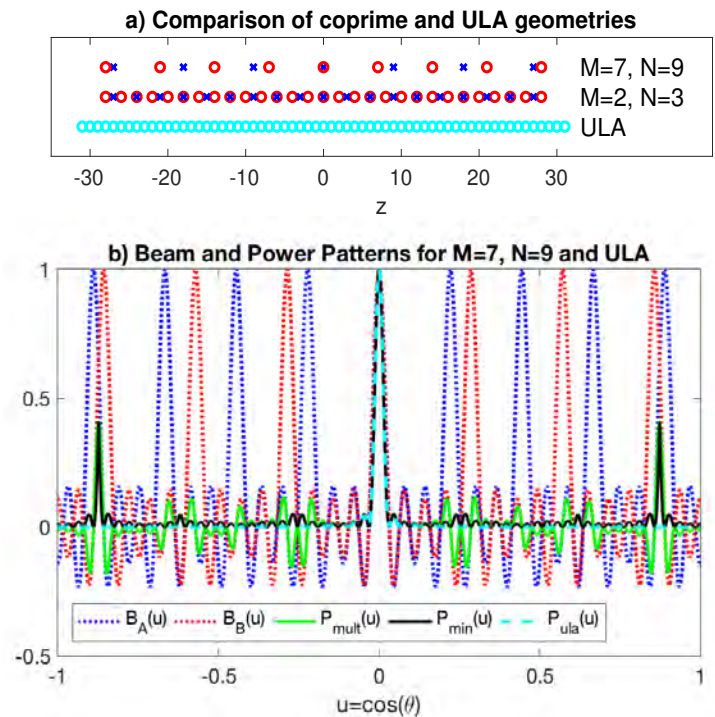 a) Comparison of coprime and ULA geometries
M=7, N=9
M=2, N=3
ULA
-30 -20 -10 0 10 20 30
z
b) Beam and Power Patterns for M=7, N=9 and ULA
1
0.5
0
-0.5
B_A(u) B_B(u) P_mult(u) P_min(u) P_ula(u)
-1 -0.5 0 0.5 1
u=cos(θ)